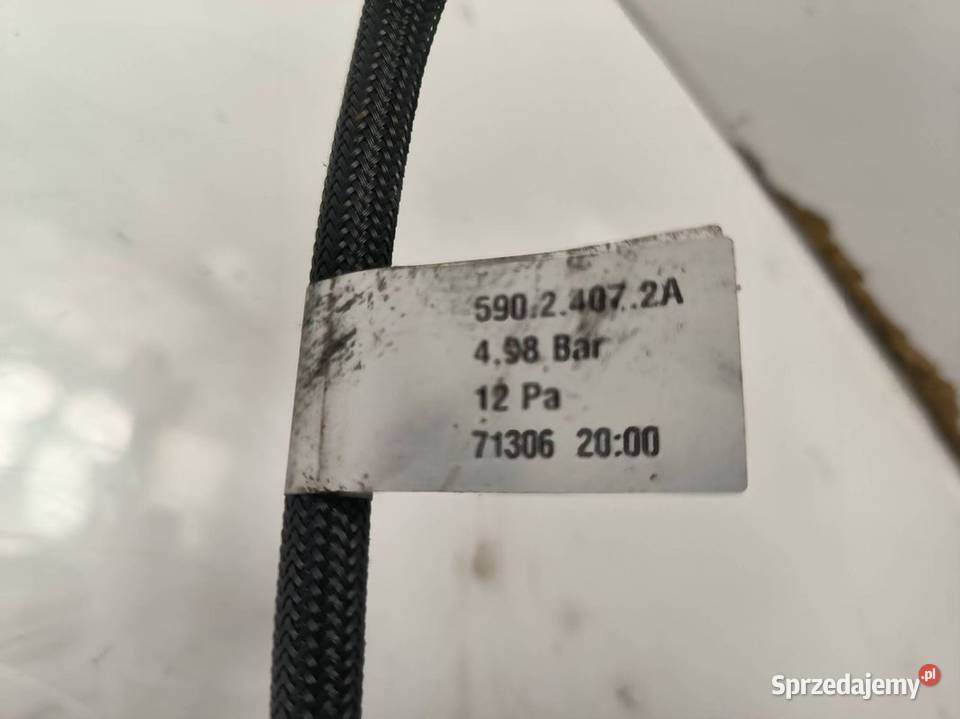 590.2.407.2A
4.98 Bar
12 Pa
71306 20:00
Sprzedajemy.pl